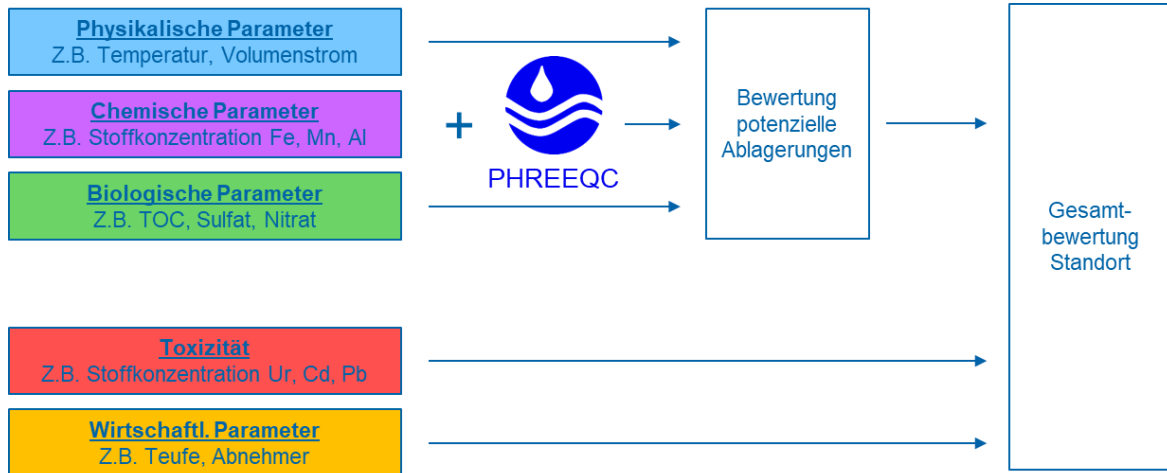 Physikalische Parameter
Z.B. Temperatur, Volumenstrom
Chemische Parameter
Z.B. Stoffkonzentration Fe, Mn, Al
Biologische Parameter
Z.B. TOC, Sulfat, Nitrat
+
PHREEQC
Bewertung
potenzielle
Ablagerungen
Gesamt-
bewertung
Standort
Toxizität
Z.B. Stoffkonzentration Ur, Cd, Pb
Wirtschaftl. Parameter
Z.B. Teufe, Abnehmer